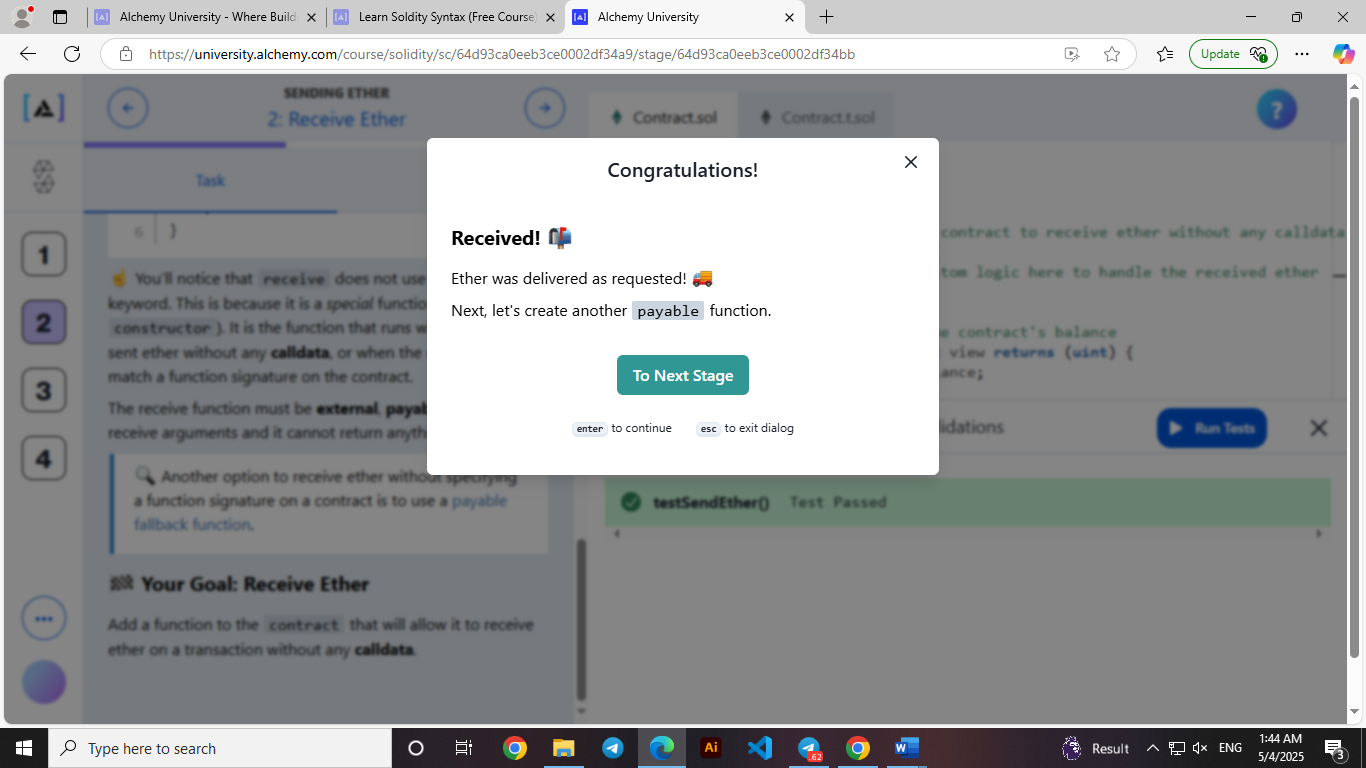 Alchemy University - Where Build
Learn Soldity Syntax (Free Course)
Alchemy University
https://university.alchemy.com/course/solidity/sc/64d93ca0eeb3ce0002df34a9/stage/64d93ca0eeb3ce0002df34bb
Update
SENDING ETHER
2: Receive Ether
Contract.sol
Contract.t.sol
?
Task
1
2
3
4
6 }
You'll notice that receive does not use
keyword. This is because it is a special functio
constructor ). It is the function that runs w
sent ether without any calldata, or when the
match a function signature on the contract.
The receive function must be external, payab
receive arguments and it cannot return anyth
Another option to receive ether without specifying
a function signature on a contract is to use a payable
fallback function.
Your Goal: Receive Ether
Add a function to the contract that will allow it to receive
ether on a transaction without any calldata.
Congratulations!
Received!
Ether was delivered as requested!
Next, let's create another payable function.
To Next Stage
enter to continue
esc to exit dialog
contract to receive ether without any calldata
tom logic here to handle the received ether
e contract's balance
view returns (uint) {
ance;
lidations
Run Tests
testSendEther() Test Passed
Type here to search
Ai
.62
Result
ENG
1:44 AM
5/4/2025
3